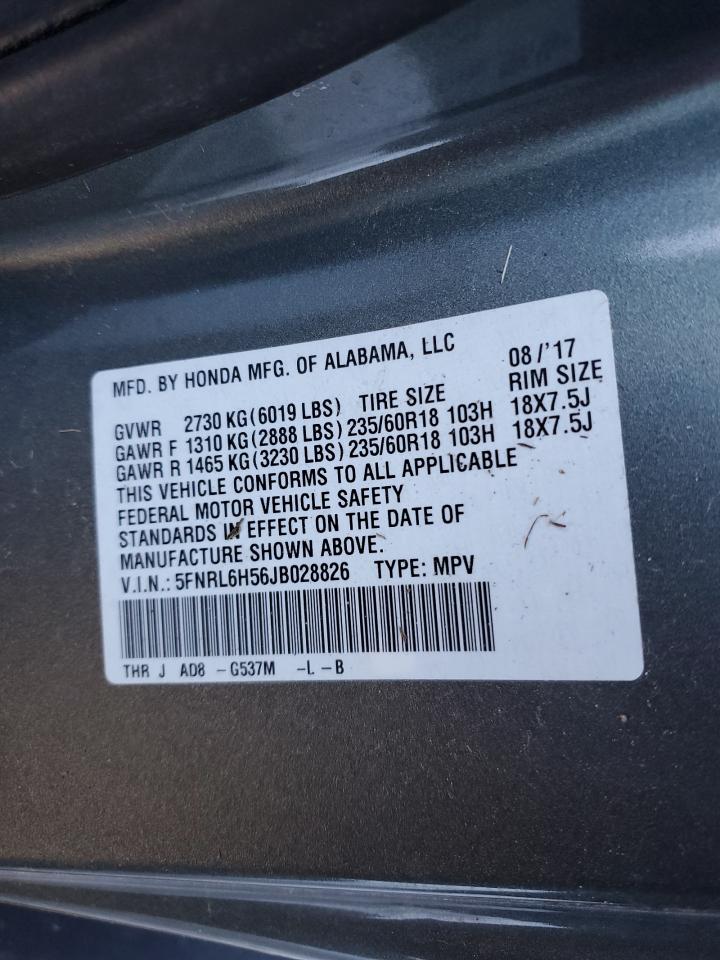 MFD. BY HONDA MFG. OF ALABAMA, LLC 08/'17
GVWR 2730 KG(6019 LBS) TIRE SIZE RIM SIZE
GAWR F 1310 KG(2888 LBS) 235/60R18 103H 18X7.5J
GAWR R 1465 KG(3230 LBS) 235/60R18 103H 18X7.5J
THIS VEHICLE CONFORMS TO ALL APPLICABLE
FEDERAL MOTOR VEHICLE SAFETY
STANDARDS IN EFFECT ON THE DATE OF
MANUFACTURE SHOWN ABOVE.
V.I.N.: 5FNRL6H56JB028826 TYPE: MPV
THR J AD8 -G537M -L -B